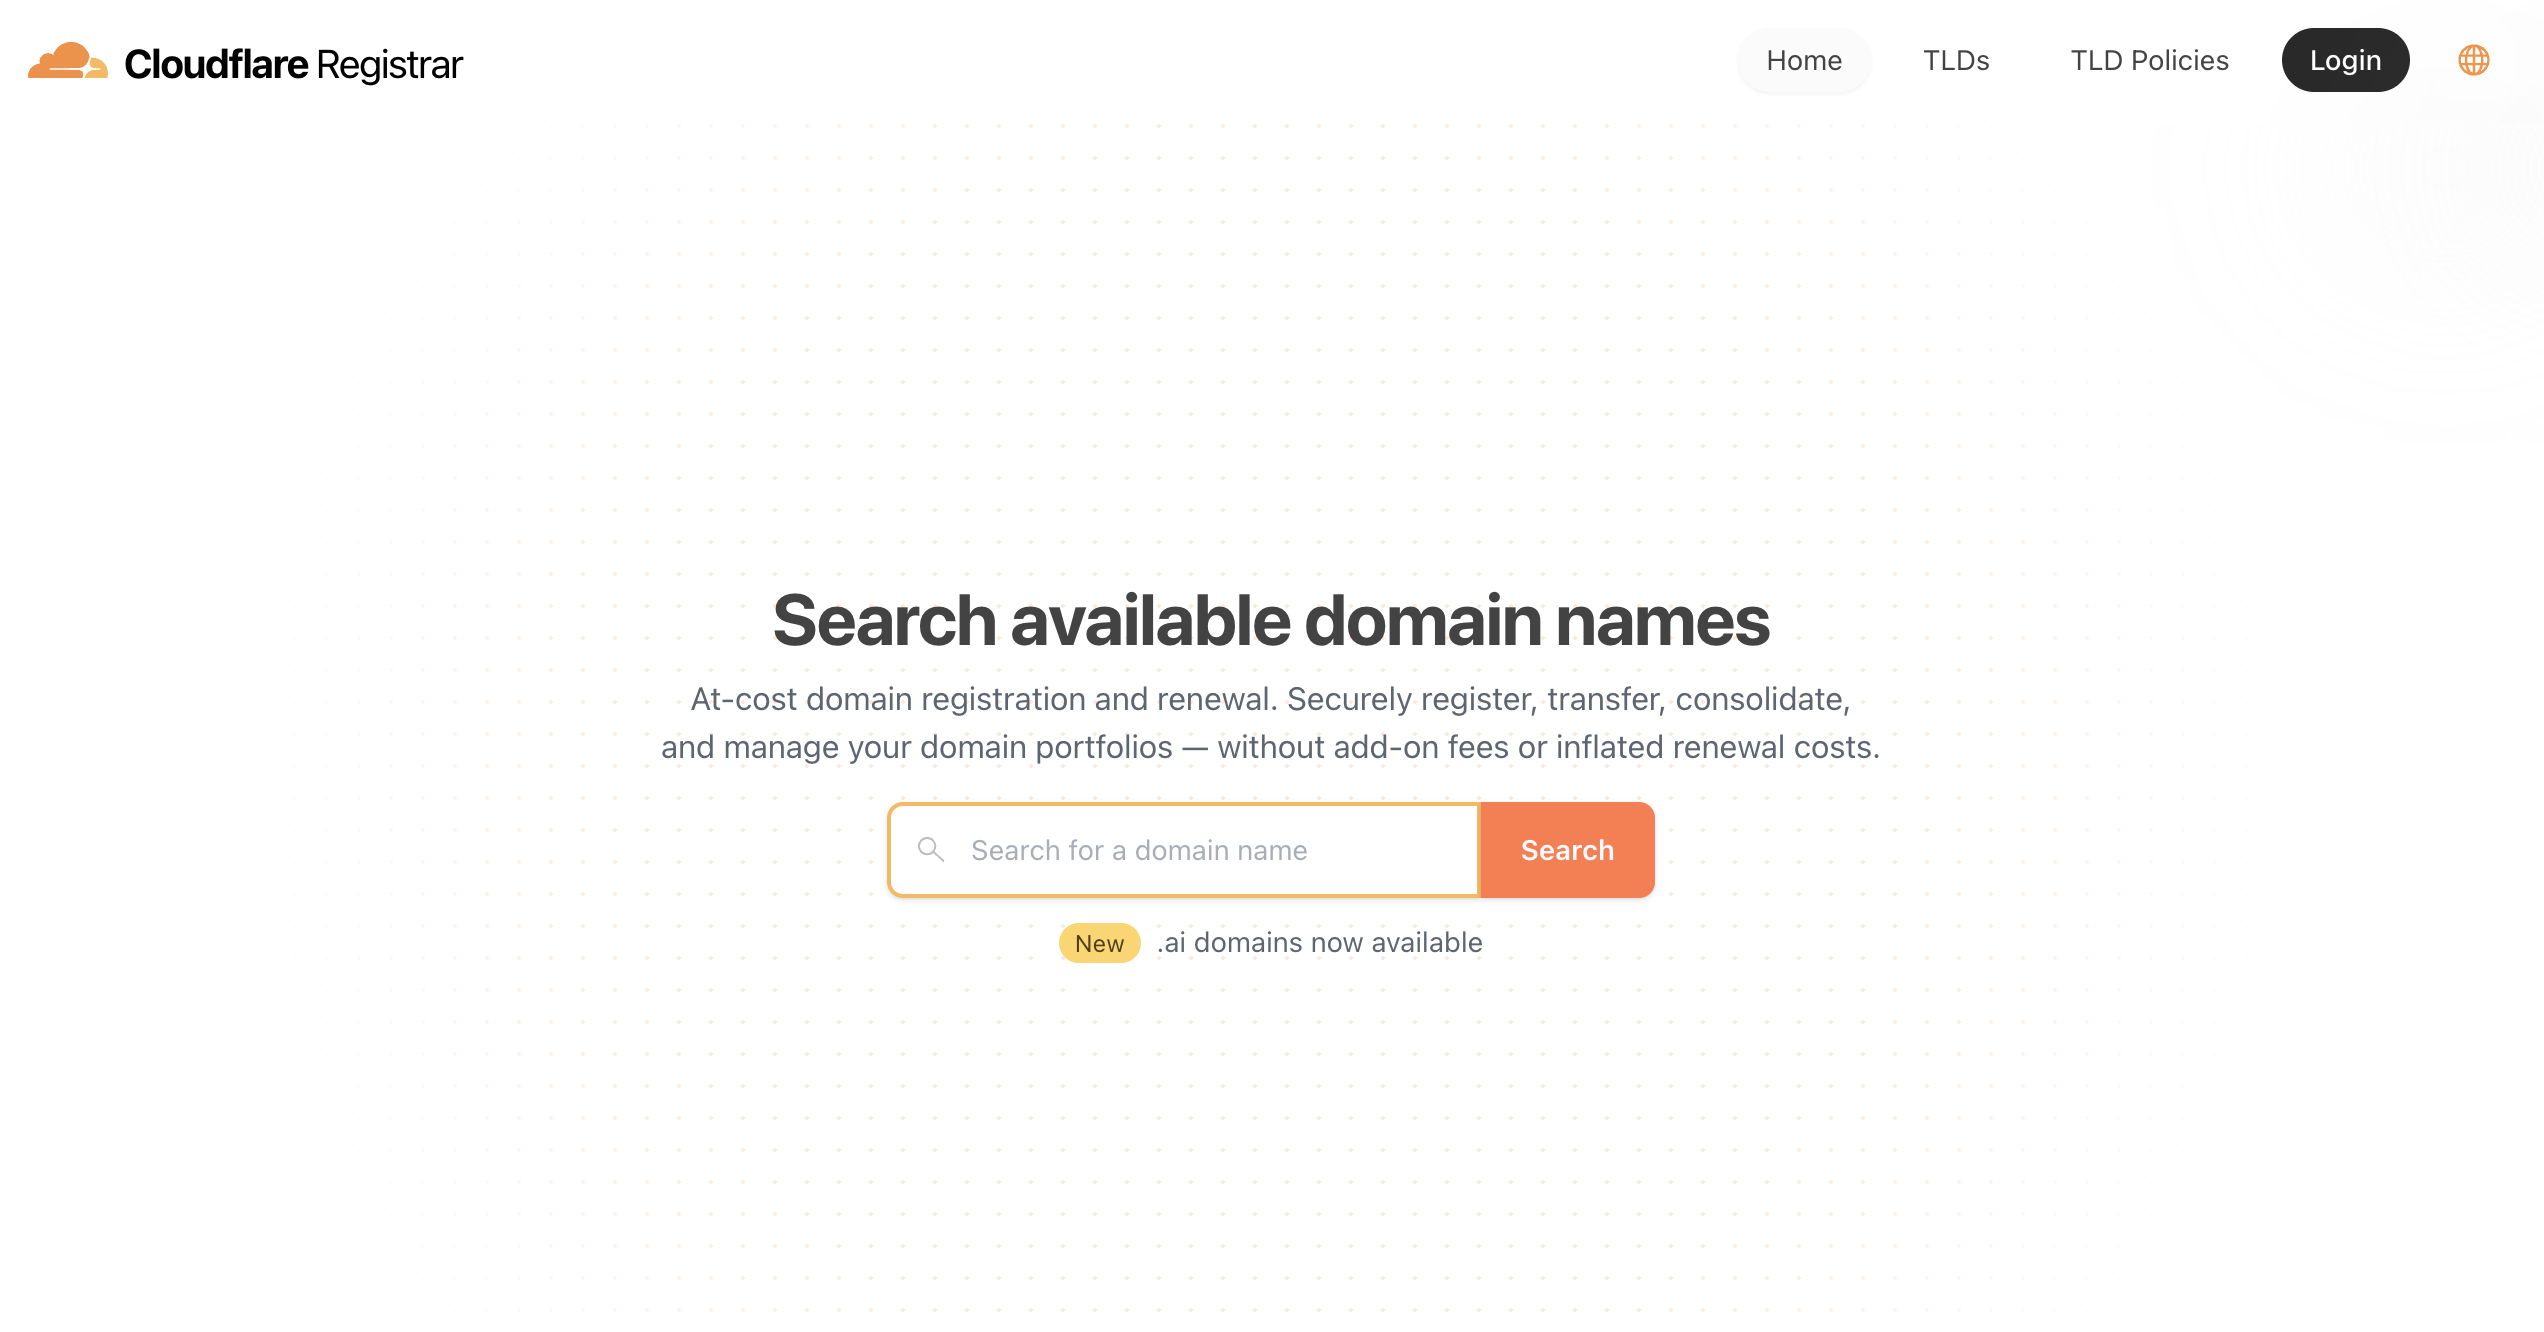 Cloudflare Registrar
Home
TLDs
TLD Policies
Login
Search available domain names
At-cost domain registration and renewal. Securely register, transfer, consolidate,
and manage your domain portfolios — without add-on fees or inflated renewal costs.
Search for a domain name
Search
New
.ai domains now available